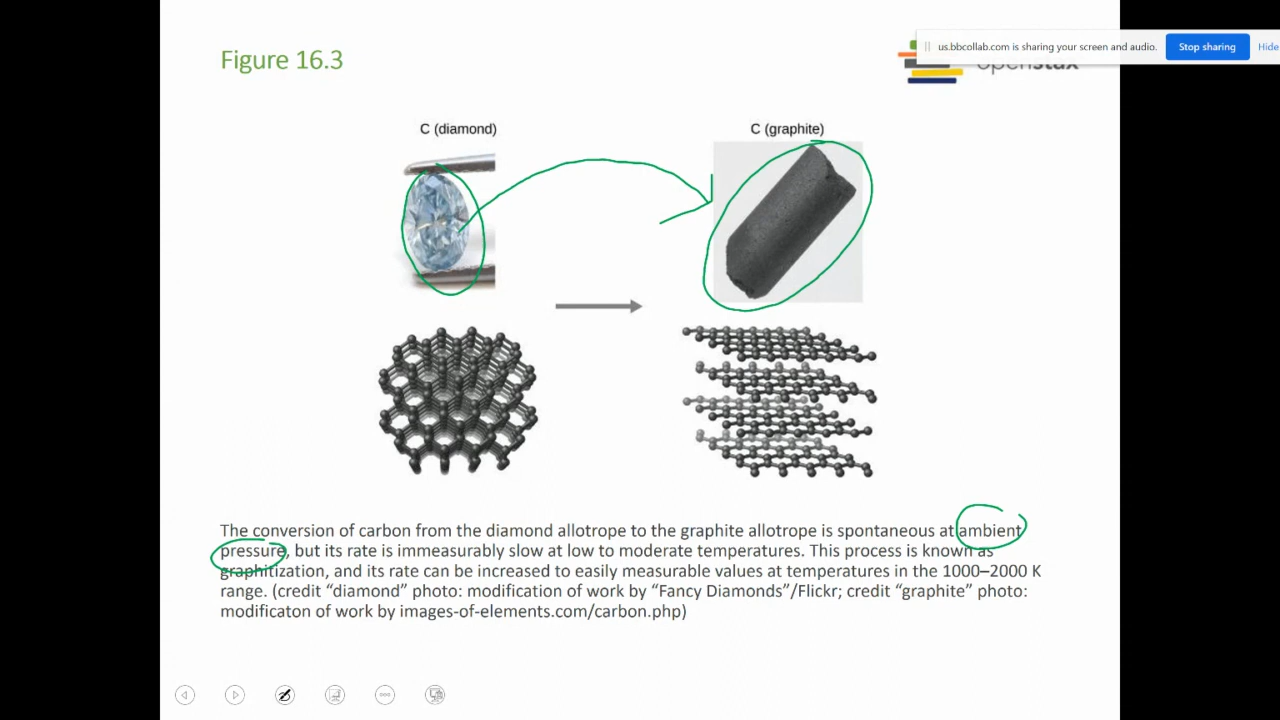 us.bbcollab.com is sharing your screen and audio.
Stop sharing
Hide
Figure 16.3
C (diamond)
C (graphite)
The conversion of carbon from the diamond allotrope to the graphite allotrope is spontaneous at ambient
pressure, but its rate is immeasurably slow at low to moderate temperatures. This process is known as
graphitization, and its rate can be increased to easily measurable values at temperatures in the 1000–2000 K
range. (credit “diamond” photo: modification of work by “Fancy Diamonds”/Flickr; credit “graphite” photo:
modificaton of work by images-of-elements.com/carbon.php)